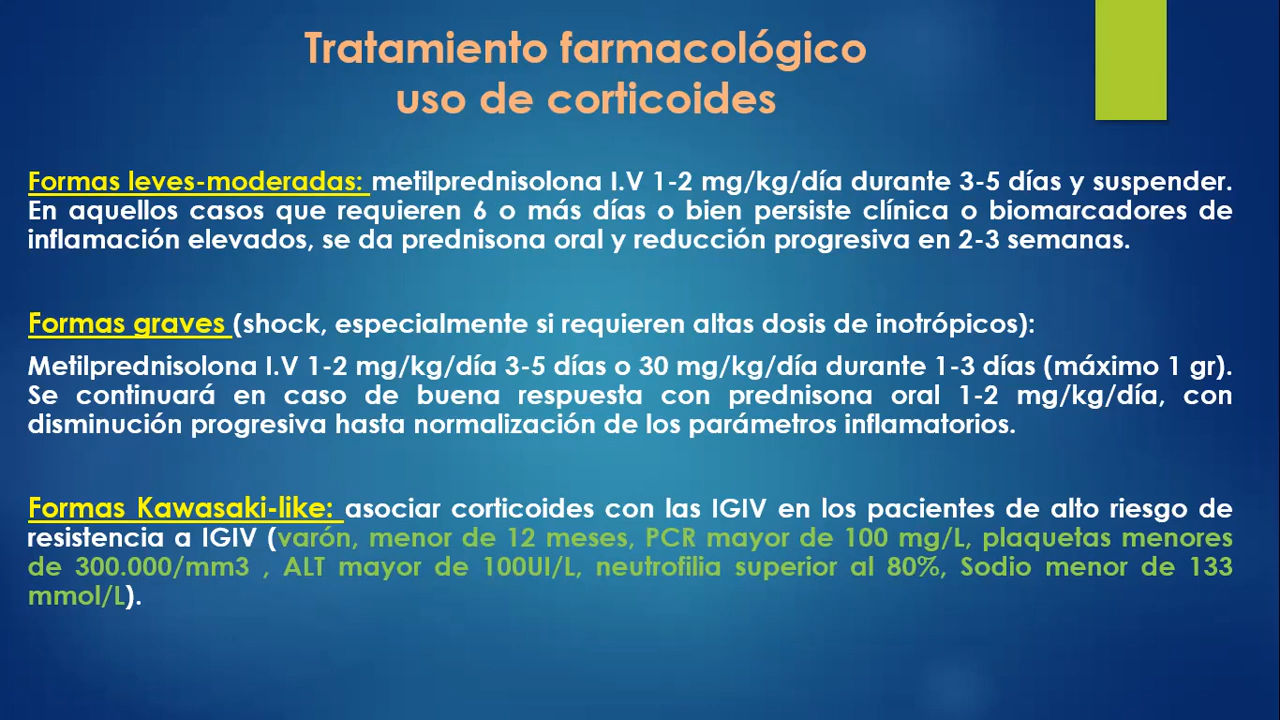 Tratamiento farmacológico
uso de corticoides
Formas leves-moderadas: metilprednisolona I.V 1-2 mg/kg/día durante 3-5 días y suspender.
En aquellos casos que requieren 6 o más días o bien persiste clínica o biomarcadores de
inflamación elevados, se da prednisona oral y reducción progresiva en 2-3 semanas.
Formas graves (shock, especialmente si requieren altas dosis de inotrópicos):
Metilprednisolona I.V 1-2 mg/kg/día 3-5 días o 30 mg/kg/día durante 1-3 días (máximo 1 gr).
Se continuará en caso de buena respuesta con prednisona oral 1-2 mg/kg/día, con
disminución progresiva hasta normalización de los parámetros inflamatorios.
Formas Kawasaki-like: asociar corticoides con las IGIV en los pacientes de alto riesgo de
resistencia a IGIV (varón, menor de 12 meses, PCR mayor de 100 mg/L, plaquetas menores
de 300.000/mm3 , ALT mayor de 100UI/L, neutrofilia superior al 80%, Sodio menor de 133
mmol/L).